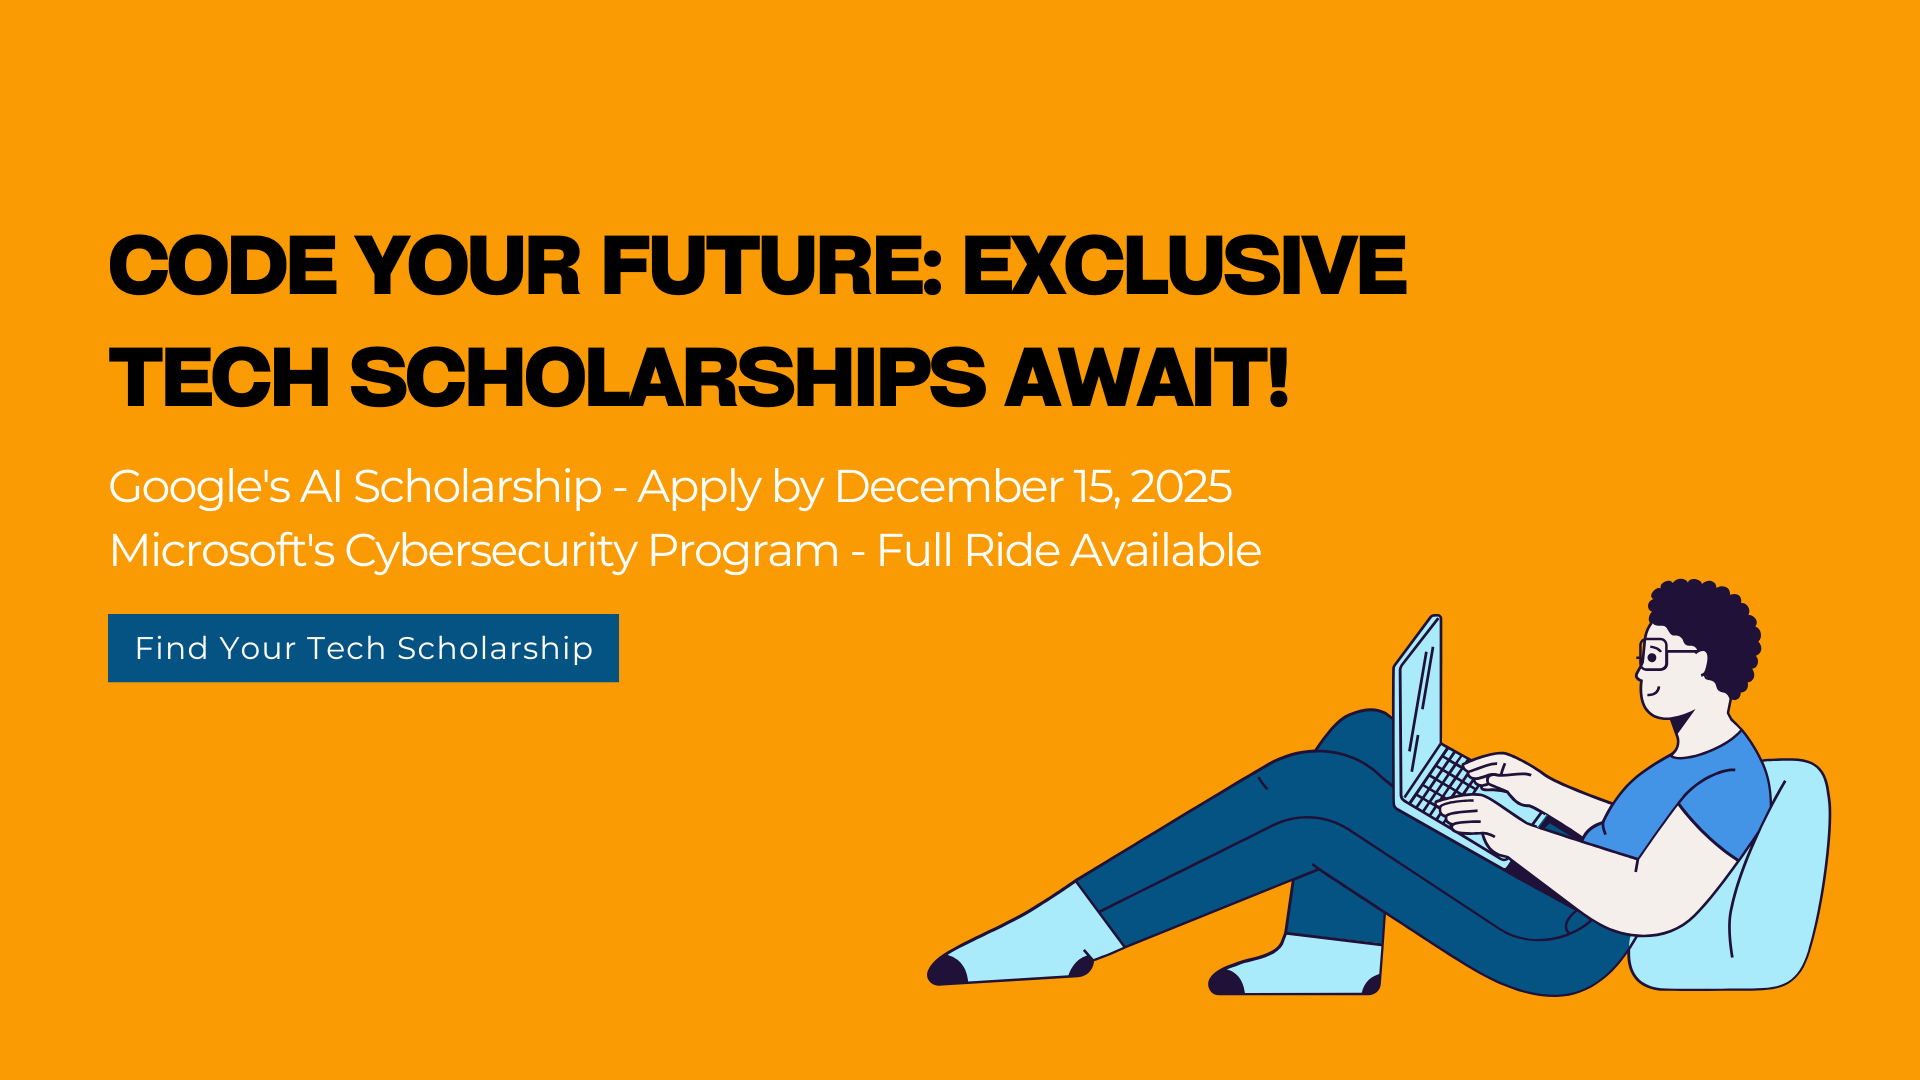 CODE YOUR FUTURE: EXCLUSIVE
TECH SCHOLARSHIPS AWAIT!
Google's AI Scholarship - Apply by December 15, 2025
Microsoft's Cybersecurity Program - Full Ride Available
Find Your Tech Scholarship